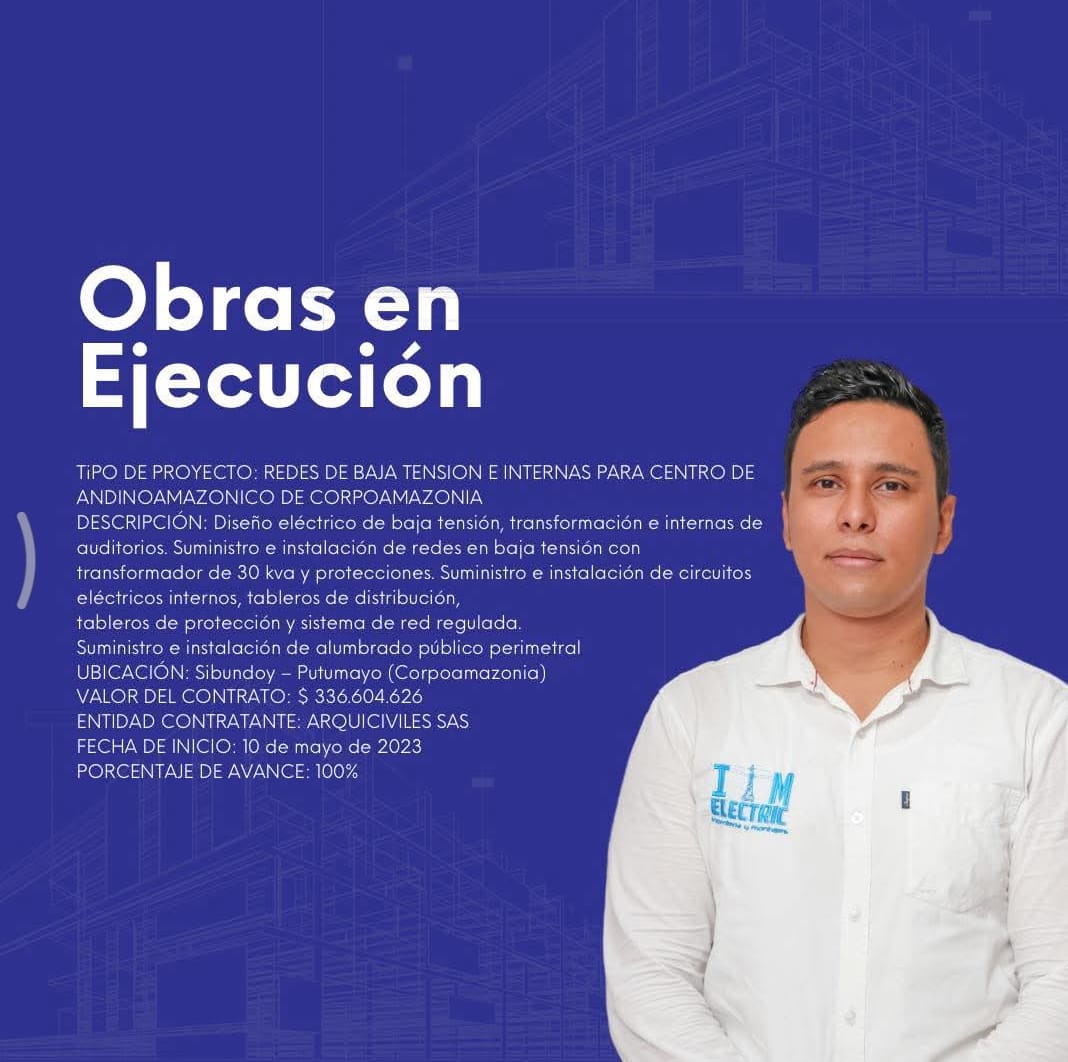 Obras en
Ejecución
TiPO DE PROYECTO: REDES DE BAJA TENSION E INTERNAS PARA CENTRO DE
ANDINOAMAZONICO DE CORPOAMAZONIA
DESCRIPCIÓN: Diseño eléctrico de baja tensión, transformación e internas de
auditorios. Suministro e instalación de redes en baja tensión con
transformador de 30 kva y protecciones. Suministro e instalación de circuitos
eléctricos internos, tableros de distribución,
tableros de protección y sistema de red regulada.
Suministro e instalación de alumbrado público perimetral
UBICACIÓN: Sibundoy – Putumayo (Corpoamazonia)
VALOR DEL CONTRATO: $ 336.604.626
ENTIDAD CONTRATANTE: ARQUICIVILES SAS
FECHA DE INICIO: 10 de mayo de 2023
PORCENTAJE DE AVANCE: 100%
I M
ELECTRIC
Ingeniería y montajes